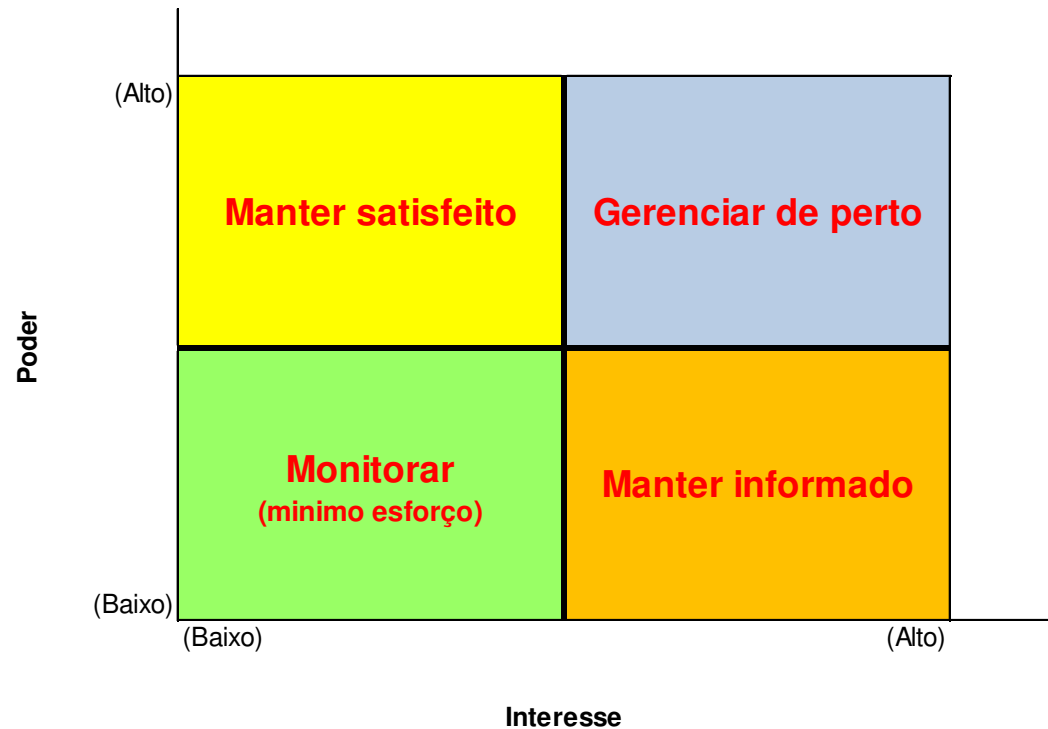 (Alto)
Manter satisfeito
Gerenciar de perto
Poder
Monitorar
(minimo esforço)
Manter informado
(Baixo)
(Baixo)
(Alto)
Interesse